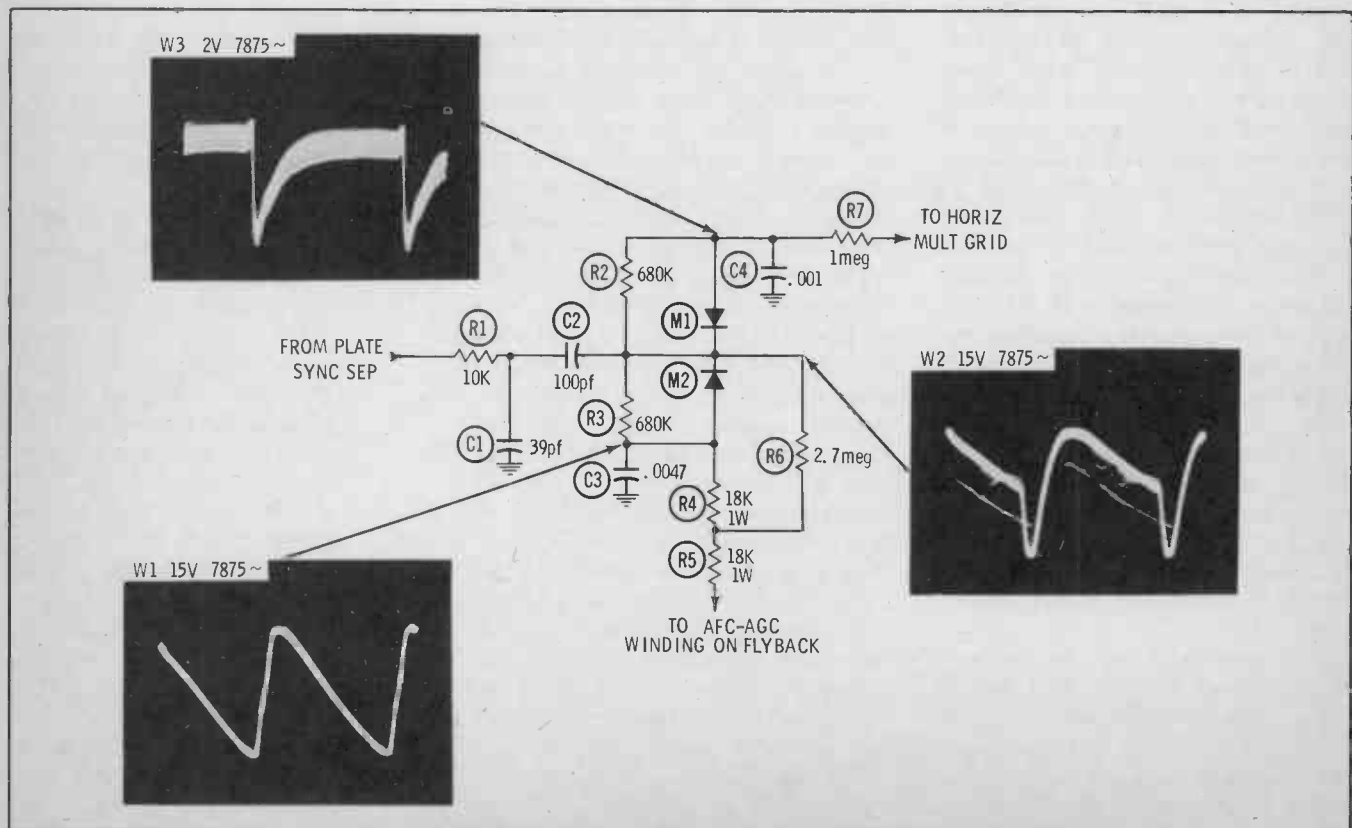 W3 2V 7875~
R7
TO HORIZ
MULT GRID
1meg
R2
680K
C4
.001
R1
C2
M1
FROM PLATE
SYNC SEP
10K
100pf
M2
W2 15V 7875~
R3
680K
C1
39pf
R6
2.7meg
C3
.0047
R4
18K
1W
R5
18K
1W
W1 15V 7875~
TO AFC-AGC
WINDING ON FLYBACK